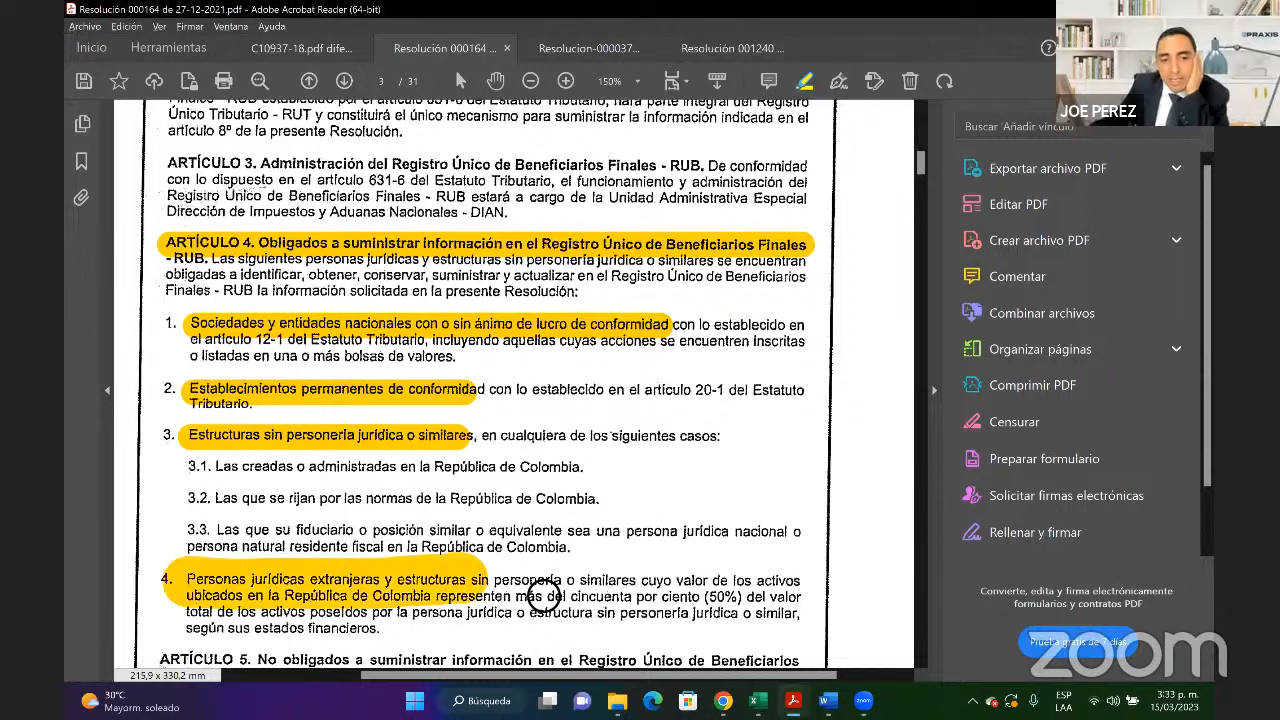 Resolución 000164 de 27-12-2021.pdf - Adobe Acrobat Reader (64-bit)
Archivo Edición Ver Firmar Ventana Ayuda
Inicio Herramientas C10937-18.pdf dife... Resolución 000164 ... × Resolucion-000037... Resolución 001240 ...
3 / 31 150%
PRAXIS
JOE PEREZ
Único Tributario - RUT y constituirá el único mecanismo para suministrar la información indicada en el
artículo 8º de la presente Resolución.
ARTÍCULO 3. Administración del Registro Único de Beneficiarios Finales - RUB. De conformidad
con lo dispuesto en el artículo 631-6 del Estatuto Tributario, el funcionamiento y administración del
Registro Único de Beneficiarios Finales - RUB estará a cargo de la Unidad Administrativa Especial
Dirección de Impuestos y Aduanas Nacionales - DIAN.
ARTÍCULO 4. Obligados a suministrar información en el Registro Único de Beneficiarios Finales
- RUB. Las siguientes personas jurídicas y estructuras sin personería jurídica o similares se encuentran
obligadas a identificar, obtener, conservar, suministrar y actualizar en el Registro Único de Beneficiarios
Finales - RUB la información solicitada en la presente Resolución:
1. Sociedades y entidades nacionales con o sin ánimo de lucro de conformidad con lo establecido en
el artículo 12-1 del Estatuto Tributario, incluyendo aquellas cuyas acciones se encuentren inscritas
o listadas en una o más bolsas de valores.
2. Establecimientos permanentes de conformidad con lo establecido en el artículo 20-1 del Estatuto
Tributario.
3. Estructuras sin personería jurídica o similares, en cualquiera de los siguientes casos:
3.1. Las creadas o administradas en la República de Colombia.
3.2. Las que se rijan por las normas de la República de Colombia.
3.3. Las que su fiduciario o posición similar o equivalente sea una persona jurídica nacional o
persona natural residente fiscal en la República de Colombia.
4. Personas jurídicas extranjeras y estructuras sin personería o similares cuyo valor de los activos
ubicados en la República de Colombia representen más del cincuenta por ciento (50%) del valor
total de los activos poseídos por la persona jurídica o estructura sin personería jurídica o similar,
según sus estados financieros.
ARTÍCULO 5. No obligados a suministrar información en el Registro Único de Beneficiarios
215,9 x 330,2 mm
Buscar 'Añadir vínculo'
Exportar archivo PDF
Editar PDF
Crear archivo PDF
Comentar
Combinar archivos
Organizar páginas
Comprimir PDF
Censurar
Preparar formulario
Solicitar firmas electrónicas
Rellenar y firmar
Convierte, edita y firma electrónicamente
formularios y contratos PDF
Prueba gratis de 7 días
zoom
30°C
Mayorm. soleado
Búsqueda
zoom
ESP
LAA
3:33 p. m.
15/03/2023